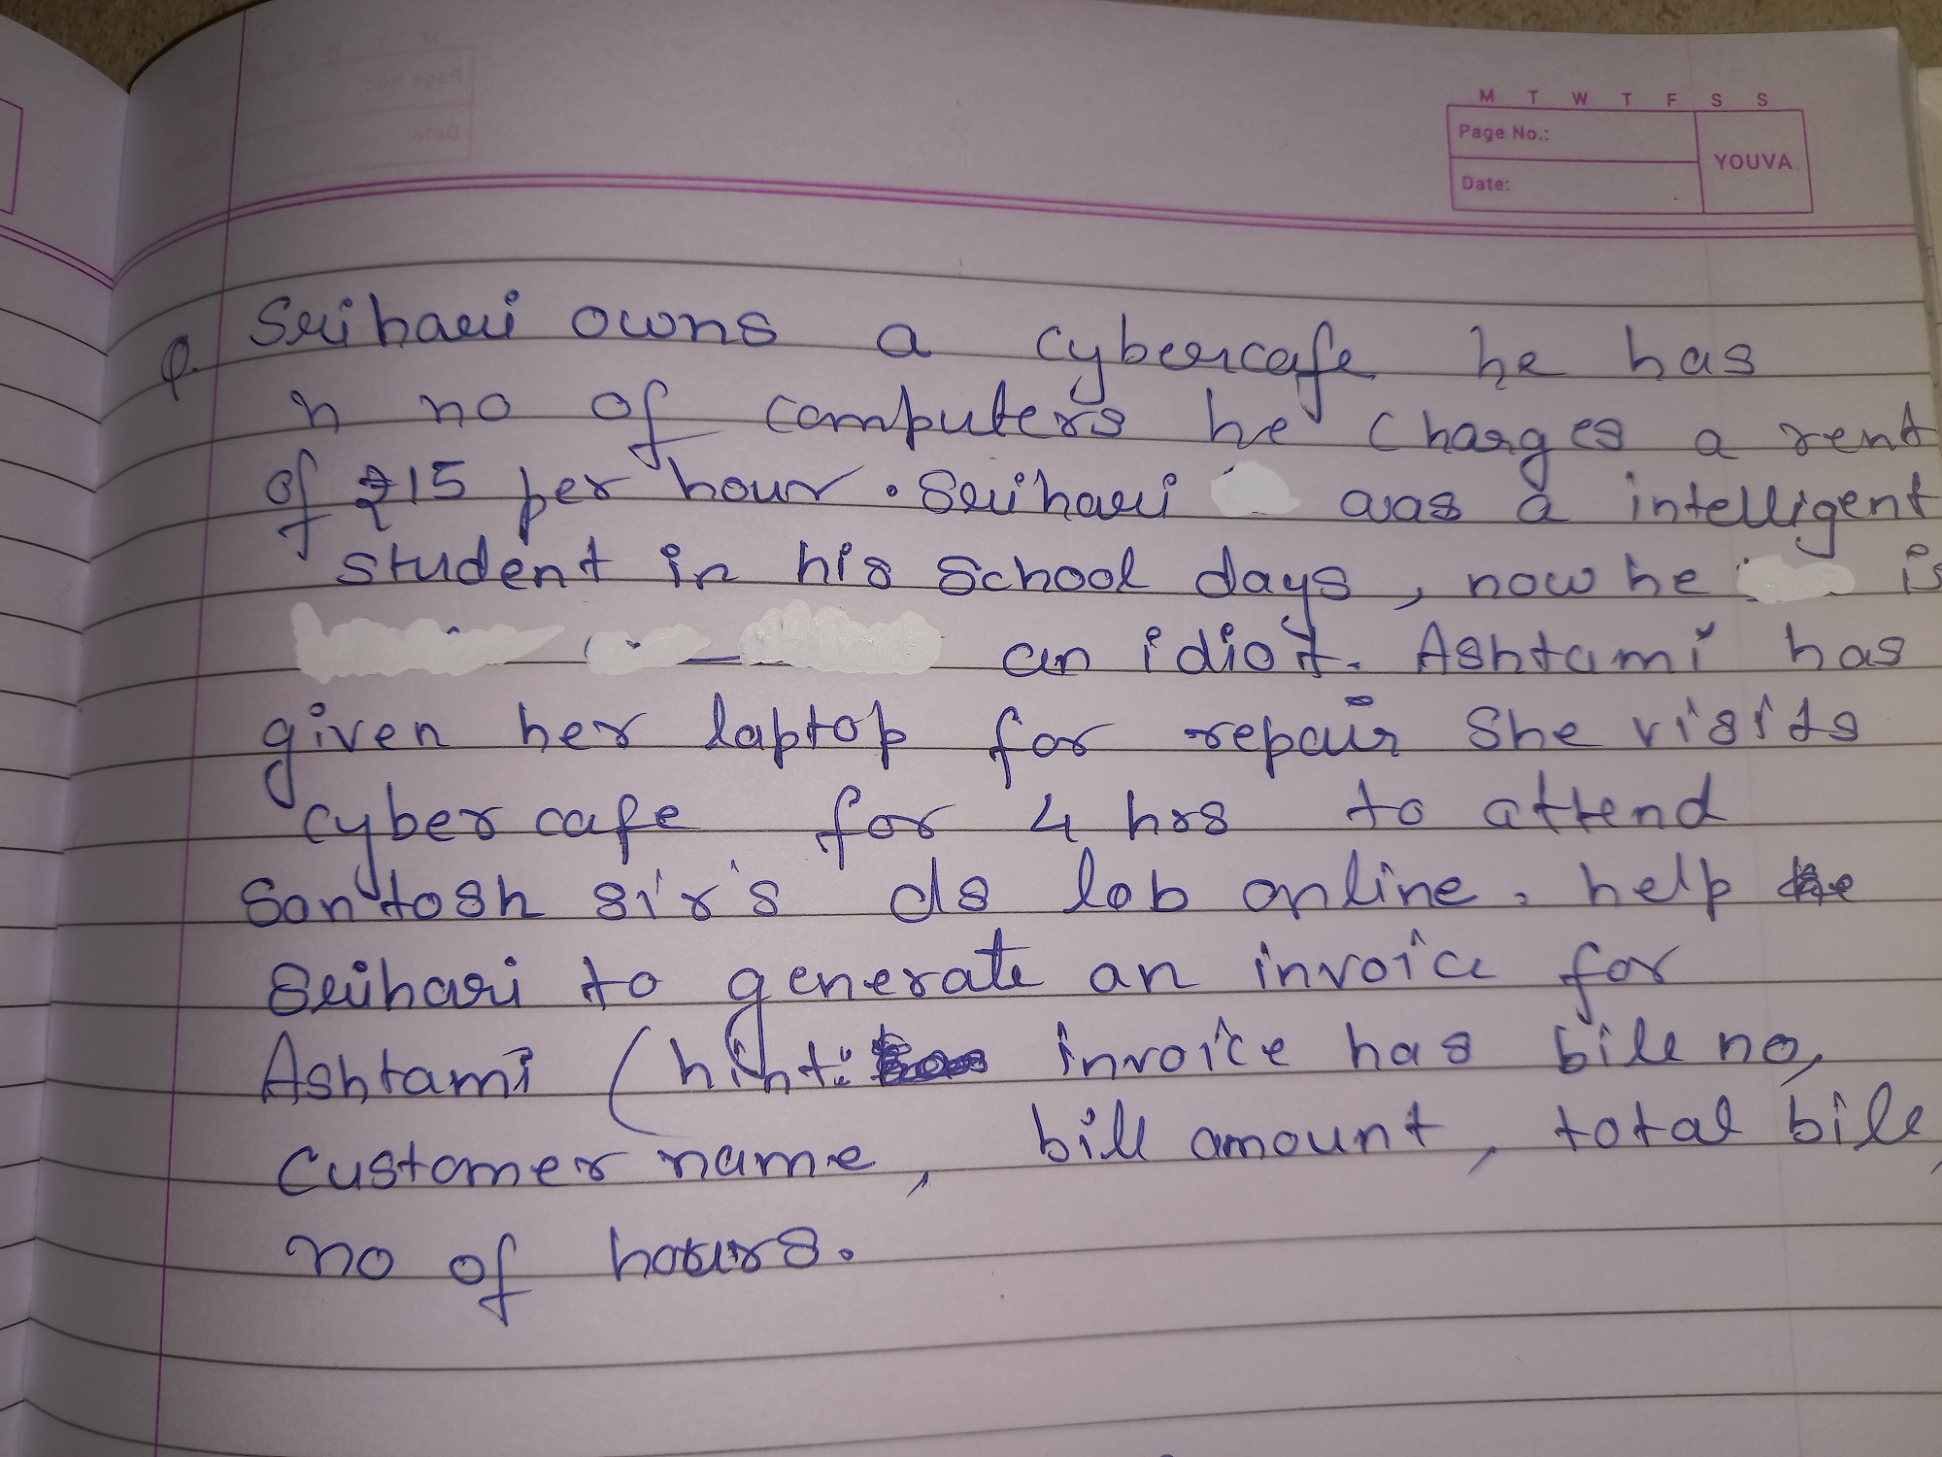 M T W T F S S
Page No.:
Date:
YOUVA
Q. Srihari owns a cybercafe, he has
n no of computers he charges a rent
of ₹15 per hour. Srihari was a intelligent
student in his school days, now he is
an idiot. Ashtami has
given her laptop for repair she visits
cyber cafe for 4 hrs to attend
Santosh sir's ds lab online. help
Srihari to generate an invoice for
Ashtami (hint: invoice has bile no,
Customer name, bill amount, total bile,
no of hours.